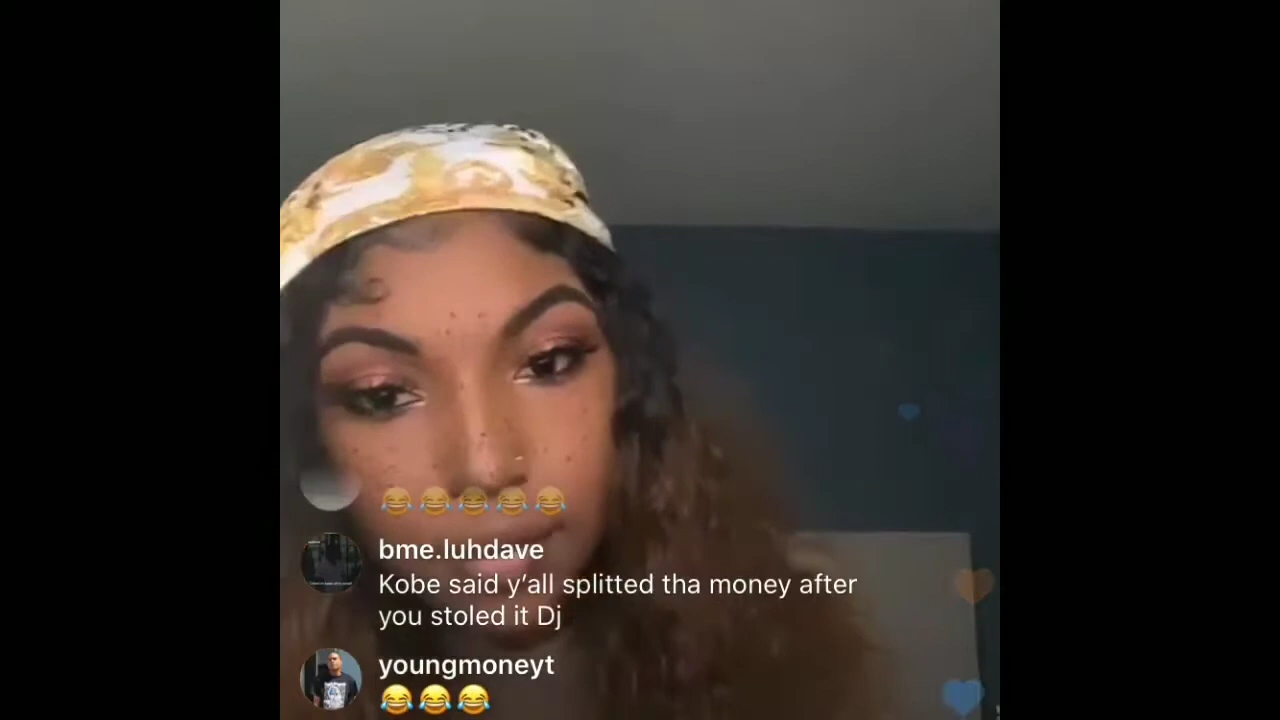 😂😂😂😂😂
bme.luhdave
Kobe said y’all splitted tha money after
you stoled it Dj
youngmoneyt
😂😂😂